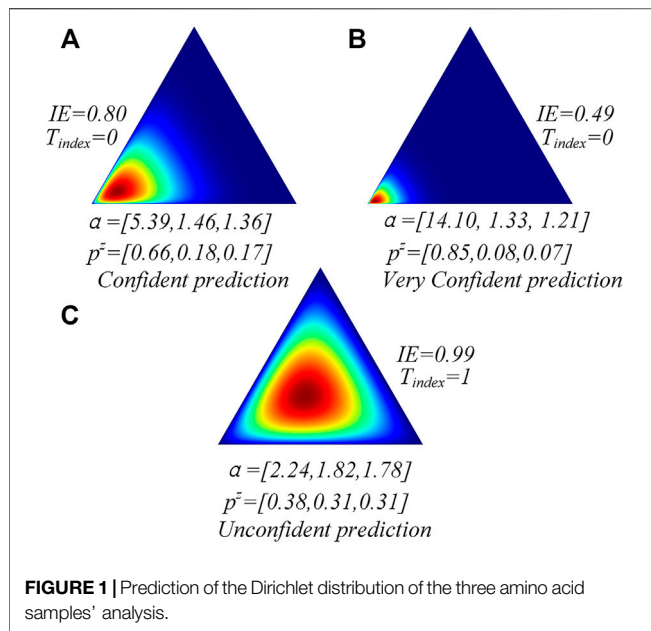 A
IE=0.80
T_index=0
α=[5.39,1.46,1.36]
p^z=[0.66,0.18,0.17]
Confident prediction
B
IE=0.49
T_index=0
α=[14.10, 1.33, 1.21]
p^z=[0.85,0.08,0.07]
Very Confident prediction
C
IE=0.99
T_index=1
α=[2.24,1.82,1.78]
p^z=[0.38,0.31,0.31]
Unconfident prediction
FIGURE 1 | Prediction of the Dirichlet distribution of the three amino acid
samples' analysis.